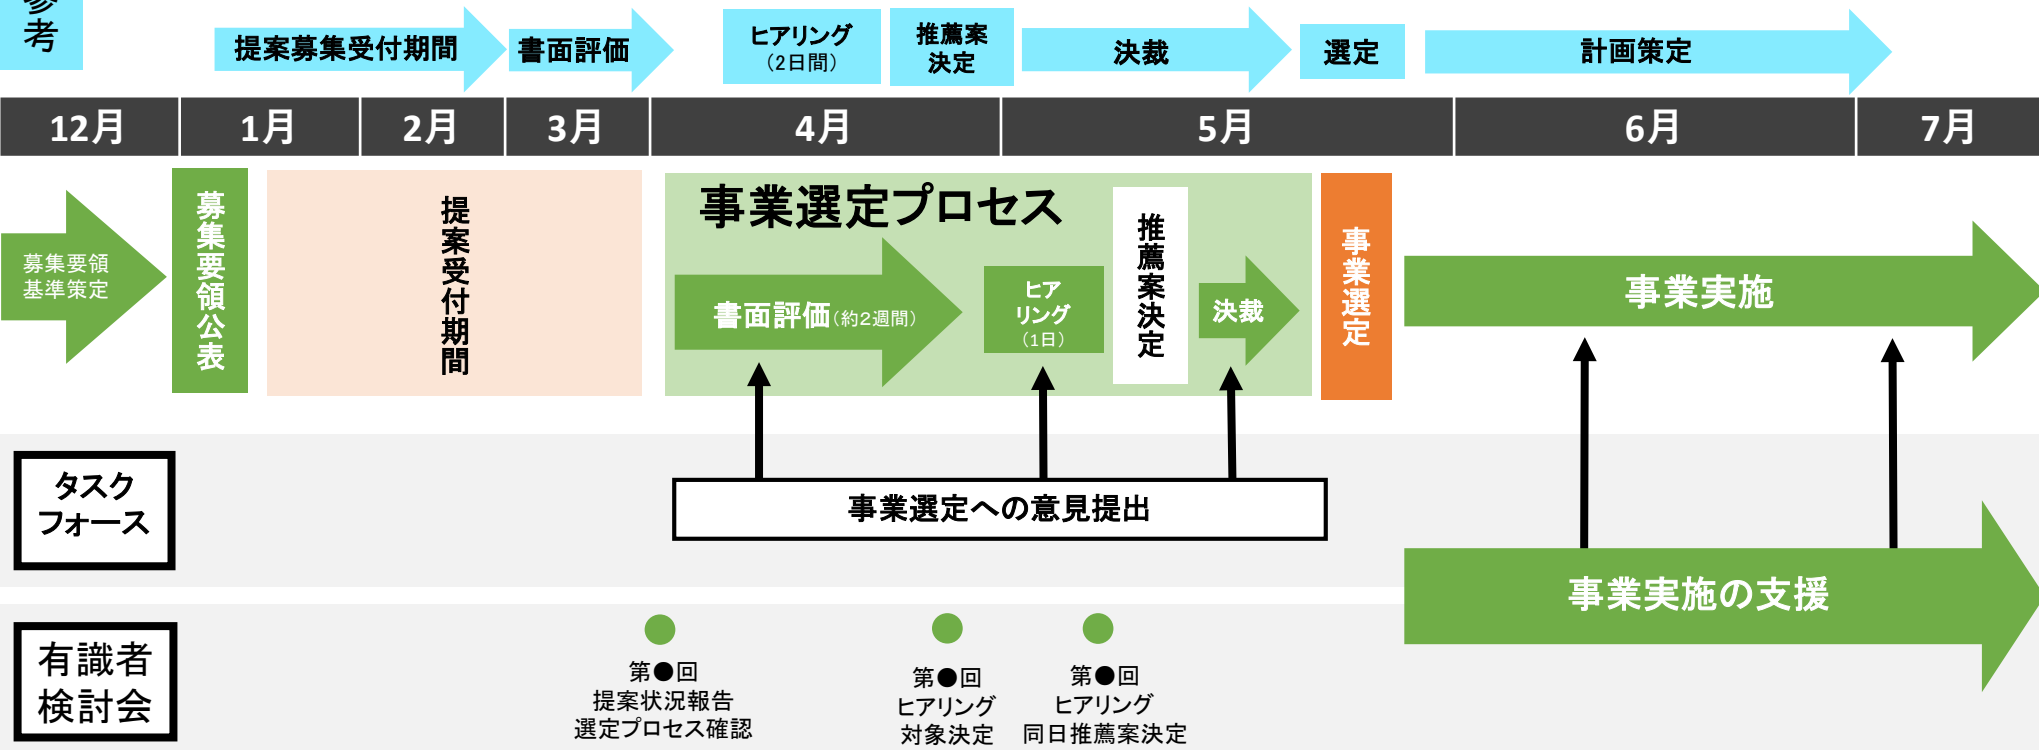 参
考
提案募集受付期間
書面評価
ヒアリング
（2日間）
推薦案
決定
決裁
選定
計画策定
12月
1月
2月
3月
4月
5月
6月
7月
募集要領
基準策定
募集要領公表
提案受付期間
事業選定プロセス
書面評価（約2週間）
ヒア
リング
（1日）
推薦案決定
決裁
事業選定
事業実施
タスク
フォース
事業選定への意見提出
事業実施の支援
有識者
検討会
第●回
提案状況報告
選定プロセス確認
第●回
ヒアリング
対象決定
第●回
ヒアリング
同日推薦案決定